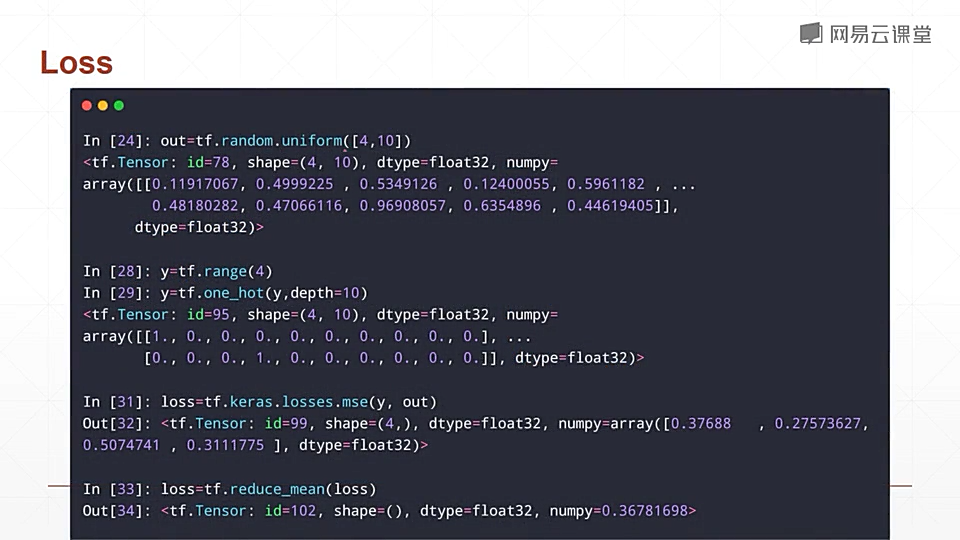 网易云课堂
Loss
In [24]: out=tf.random.uniform([4,10])
<tf.Tensor: id=78, shape=(4, 10), dtype=float32, numpy=
array([[0.11917067, 0.4999225 , 0.5349126 , 0.12400055, 0.5961182 , ...
0.48180282, 0.47066116, 0.96908057, 0.6354896 , 0.44619405]],
dtype=float32)>
In [28]: y=tf.range(4)
In [29]: y=tf.one_hot(y,depth=10)
<tf.Tensor: id=95, shape=(4, 10), dtype=float32, numpy=
array([[1., 0., 0., 0., 0., 0., 0., 0., 0., 0.], ...
[0., 0., 0., 1., 0., 0., 0., 0., 0., 0.]], dtype=float32)>
In [31]: loss=tf.keras.losses.mse(y, out)
Out[32]: <tf.Tensor: id=99, shape=(4,), dtype=float32, numpy=array([0.37688   , 0.27573627,
0.5074741 , 0.3111775 ], dtype=float32)>
In [33]: loss=tf.reduce_mean(loss)
Out[34]: <tf.Tensor: id=102, shape=(), dtype=float32, numpy=0.36781698>